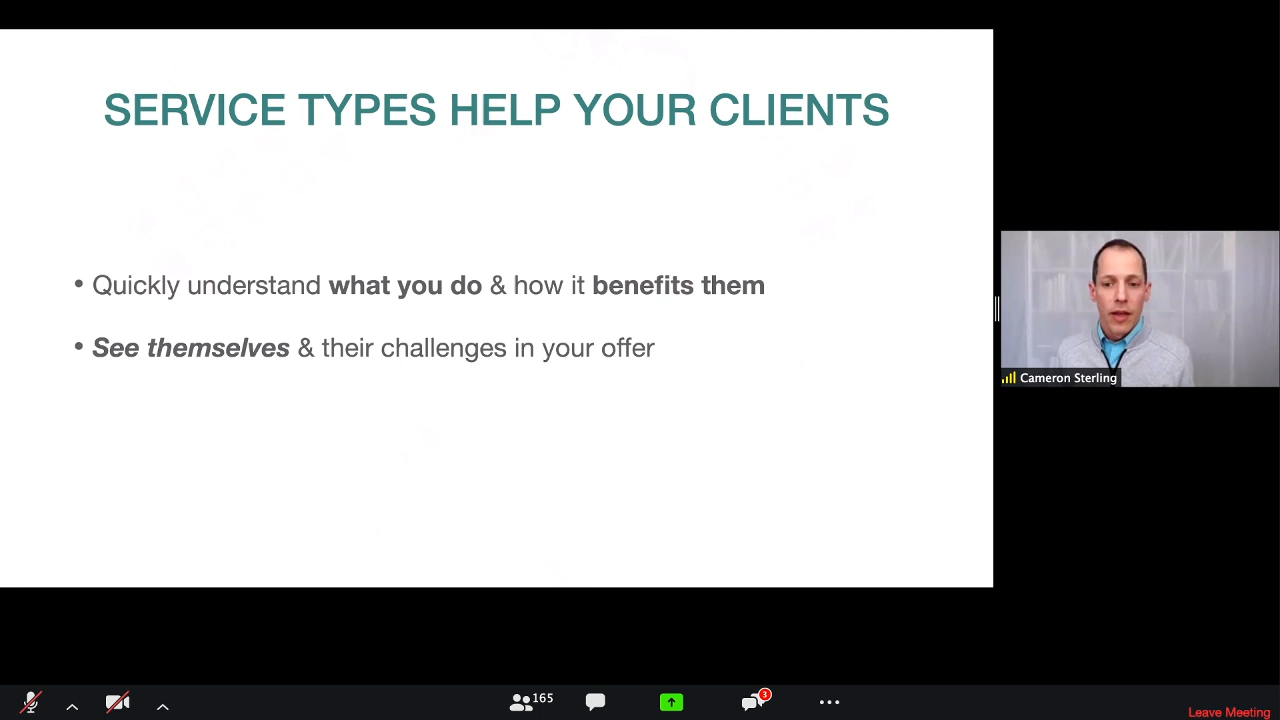 SERVICE TYPES HELP YOUR CLIENTS
• Quickly understand what you do & how it benefits them
• See themselves & their challenges in your offer
Cameron Sterling
165
3
Leave Meeting